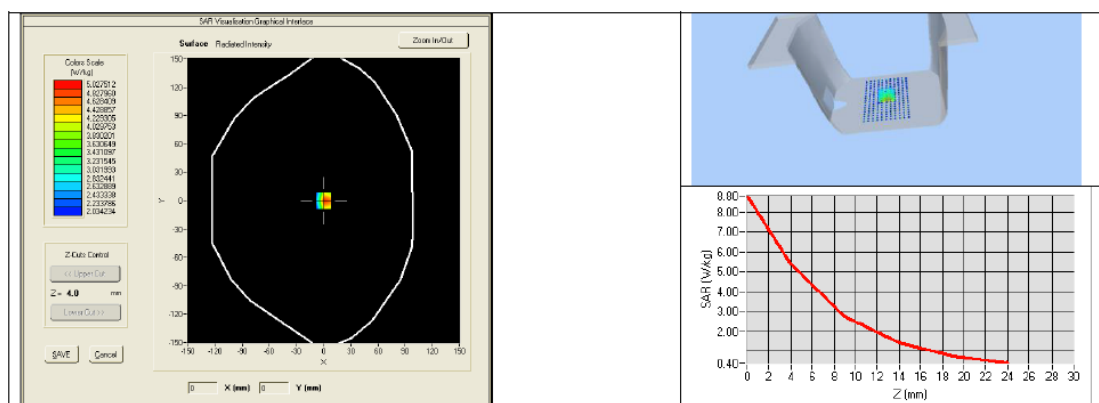 SAR Visualisation Graphical Interface
Surface Radiated Intensity
Zoom In/Out
Colors Scale
(W/kg)
5.027512
4.827960
4.628409
4.428857
4.229305
4.029753
3.830201
3.630649
3.431097
3.231545
3.031993
2.832441
2.632889
2.433338
2.233786
2.034234
Z-Cuts Control
<< Upper Cut
Z= 4.0 mm
Lower Cut >>
SAVE Cancel
150
120
90
60
30
0
-30
-60
-90
-120
-150
Y
-150 -120 -90 -60 -30 0 30 60 90 120 150
X
0 X (mm) 0 Y (mm)
8.80
8.00
7.00
6.00
5.00
4.00
3.00
2.00
0.40
SAR (W/kg)
0 2 4 6 8 10 12 14 16 18 20 22 24 26 28 30
Z (mm)